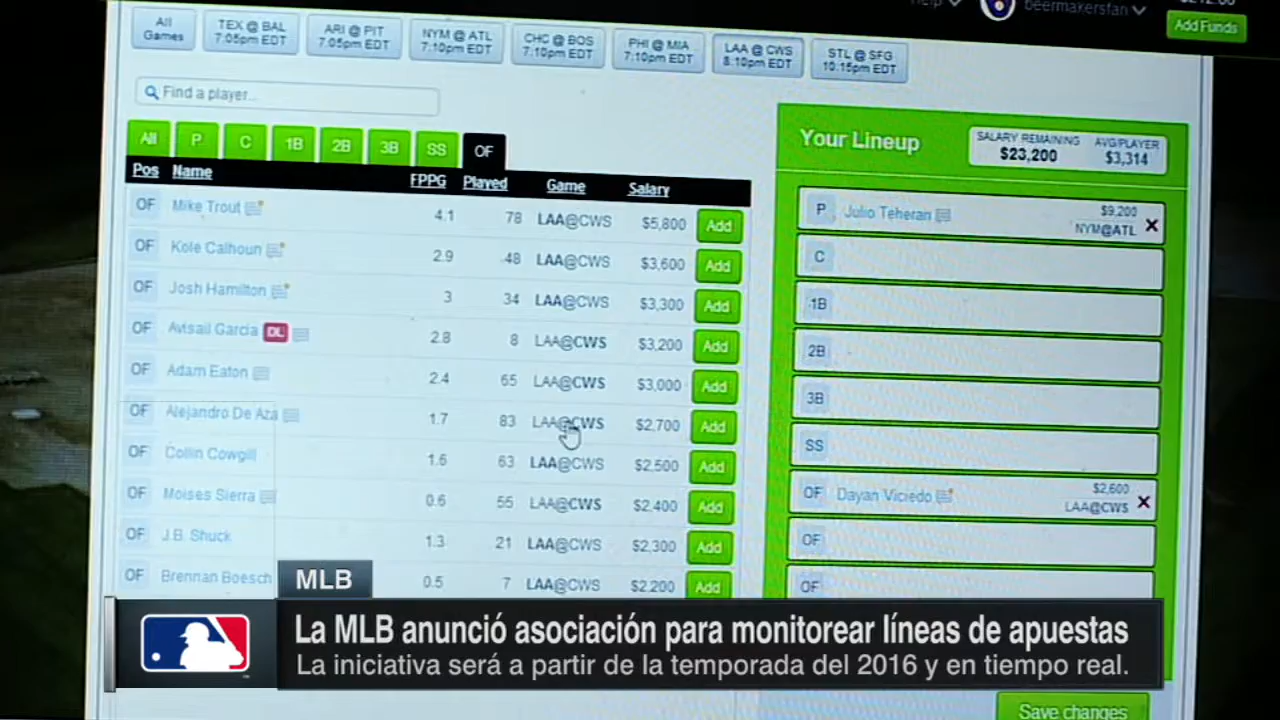 beermakersfan
Add Funds
All Games
TEX @ BAL 7:05pm EDT
ARI @ PIT 7:05pm EDT
NYM @ ATL 7:10pm EDT
CHC @ BOS 7:10pm EDT
PHI @ MIA 7:10pm EDT
LAA @ CWS 8:10pm EDT
STL @ SFG 10:15pm EDT
Find a player...
All P C 1B 2B 3B SS OF
Pos Name FPPG Played Game Salary
OF Mike Trout 4.1 78 LAA@CWS $5,800 Add
OF Kole Calhoun 2.9 48 LAA@CWS $3,600 Add
OF Josh Hamilton 3 34 LAA@CWS $3,300 Add
OF Avisail Garcia DL 2.8 8 LAA@CWS $3,200 Add
OF Adam Eaton 2.4 65 LAA@CWS $3,000 Add
OF Alejandro De Aza 1.7 83 LAA@CWS $2,700 Add
OF Collin Cowgill 1.6 63 LAA@CWS $2,500 Add
OF Moises Sierra 0.6 55 LAA@CWS $2,400 Add
OF J.B. Shuck 1.3 21 LAA@CWS $2,300 Add
OF Brennan Boesch 0.5 7 LAA@CWS $2,200 Add
Your Lineup
SALARY REMAINING $23,200
AVG/PLAYER $3,314
P Julio Teheran $9,200 NYM@ATL
C
1B
2B
3B
SS
OF Dayan Viciedo $2,600 LAA@CWS
OF
OF
MLB
La MLB anunció asociación para monitorear líneas de apuestas
La iniciativa será a partir de la temporada del 2016 y en tiempo real.
Save changes